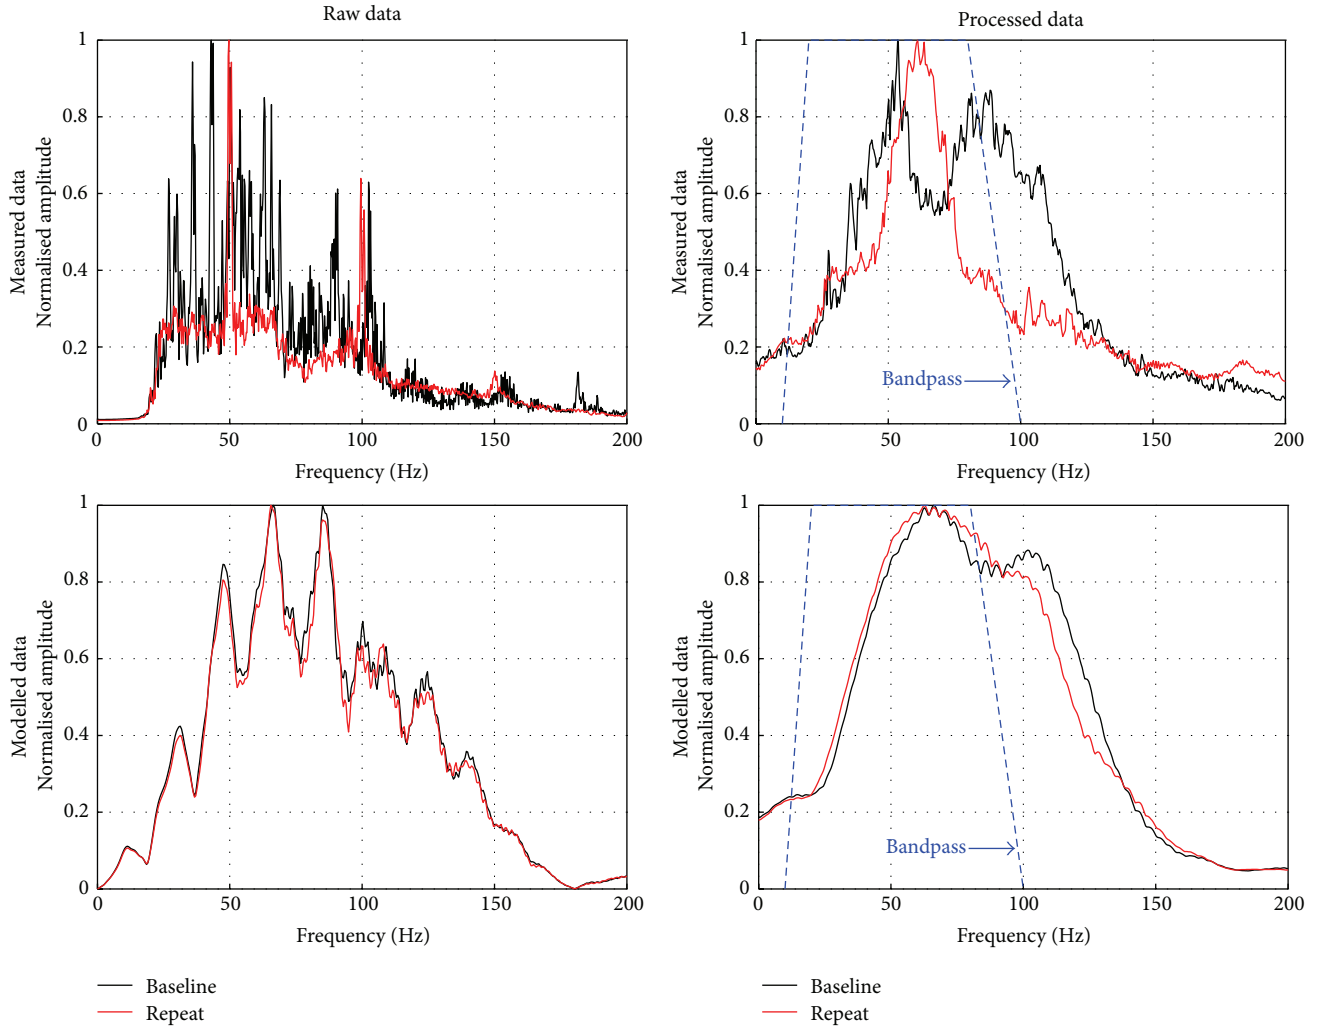 Raw data
1
0.8
0.6
0.4
0.2
0
Measured data
Normalised amplitude
0 50 100 150 200
Frequency (Hz)
Processed data
1
0.8
0.6
0.4
0.2
0
Measured data
Normalised amplitude
Bandpass
0 50 100 150 200
Frequency (Hz)
1
0.8
0.6
0.4
0.2
0
Modelled data
Normalised amplitude
0 50 100 150 200
Frequency (Hz)
Baseline
Repeat
1
0.8
0.6
0.4
0.2
0
Modelled data
Normalised amplitude
Bandpass
0 50 100 150 200
Frequency (Hz)
Baseline
Repeat